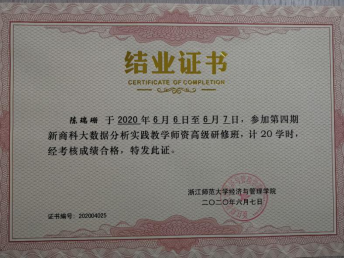 结业证书
CERTIFICATE OF COMPLETION
陈瑞珊 于 2020 年 6 月 6 日至 6 月 7 日，参加第四期
新商科大数据分析实践教学师资高级研修班，计 20 学时，
经考核成绩合格，特发此证。
浙江师范大学经济与管理学院
二〇二〇年六月七日
证书编号：202004025